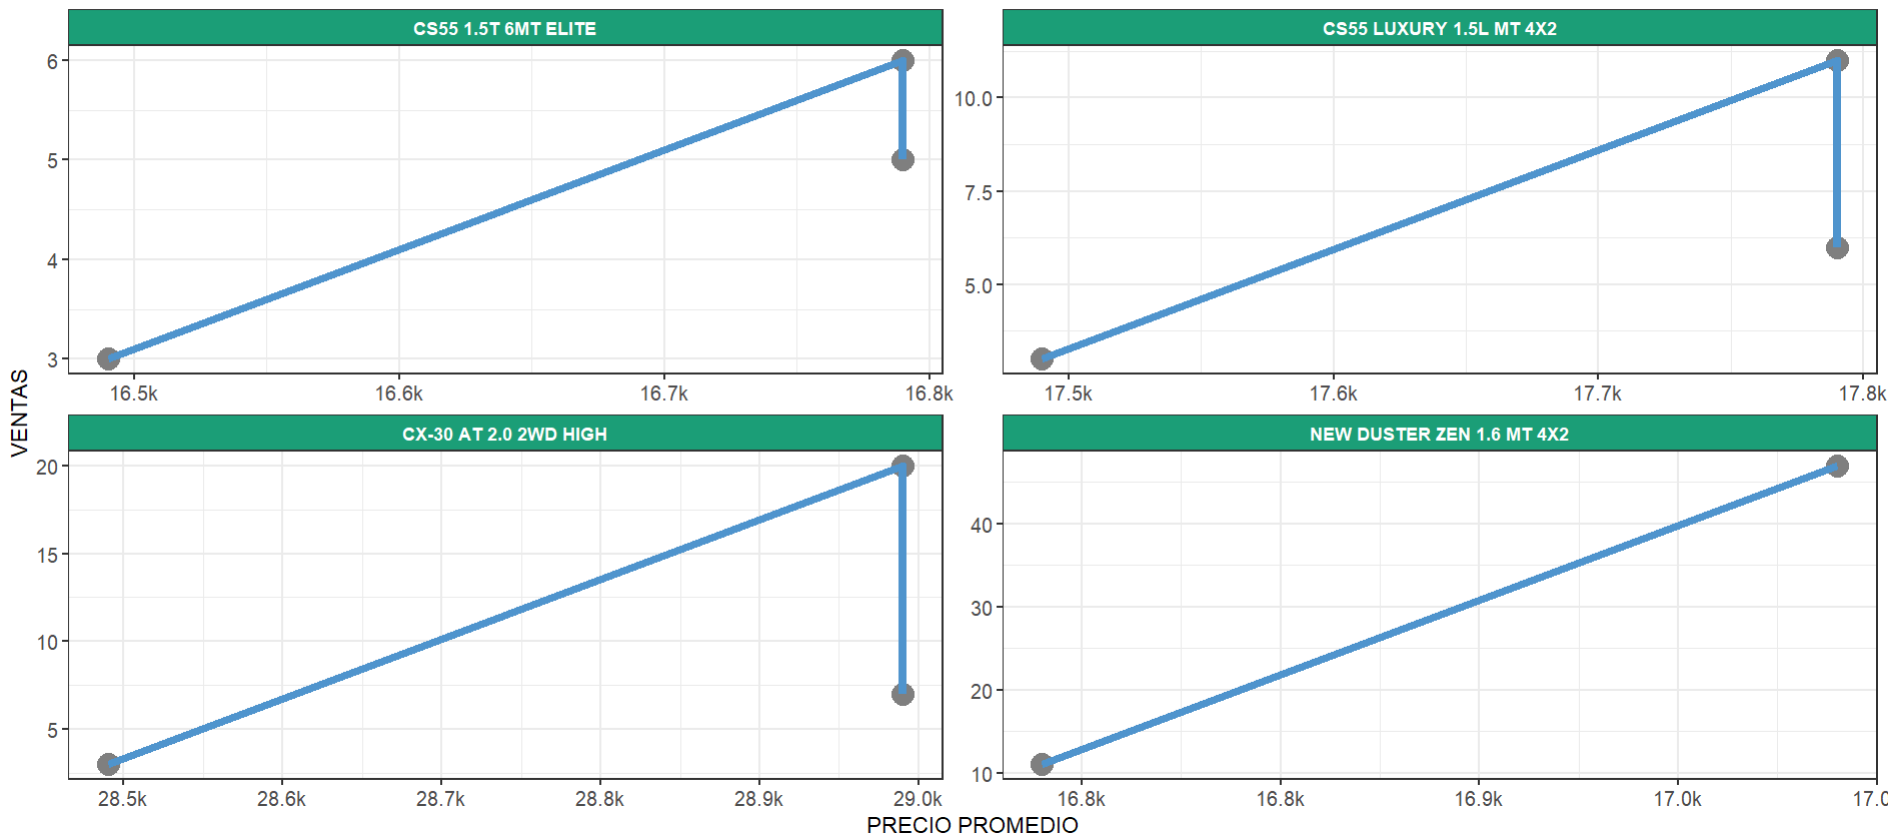 CS55 1.5T 6MT ELITE
6
5
4
3
16.5k 16.6k 16.7k 16.8k
CS55 LUXURY 1.5L MT 4X2
10.0
7.5
5.0
17.5k 17.6k 17.7k 17.8k
VENTAS
CX-30 AT 2.0 2WD HIGH
20
15
10
5
28.5k 28.6k 28.7k 28.8k 28.9k 29.0k
NEW DUSTER ZEN 1.6 MT 4X2
40
30
20
10
16.8k 16.8k 16.9k 17.0k 17.0
PRECIO PROMEDIO